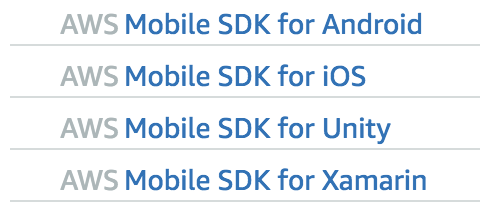 AWS Mobile SDK for Android
AWS Mobile SDK for iOS
AWS Mobile SDK for Unity
AWS Mobile SDK for Xamarin